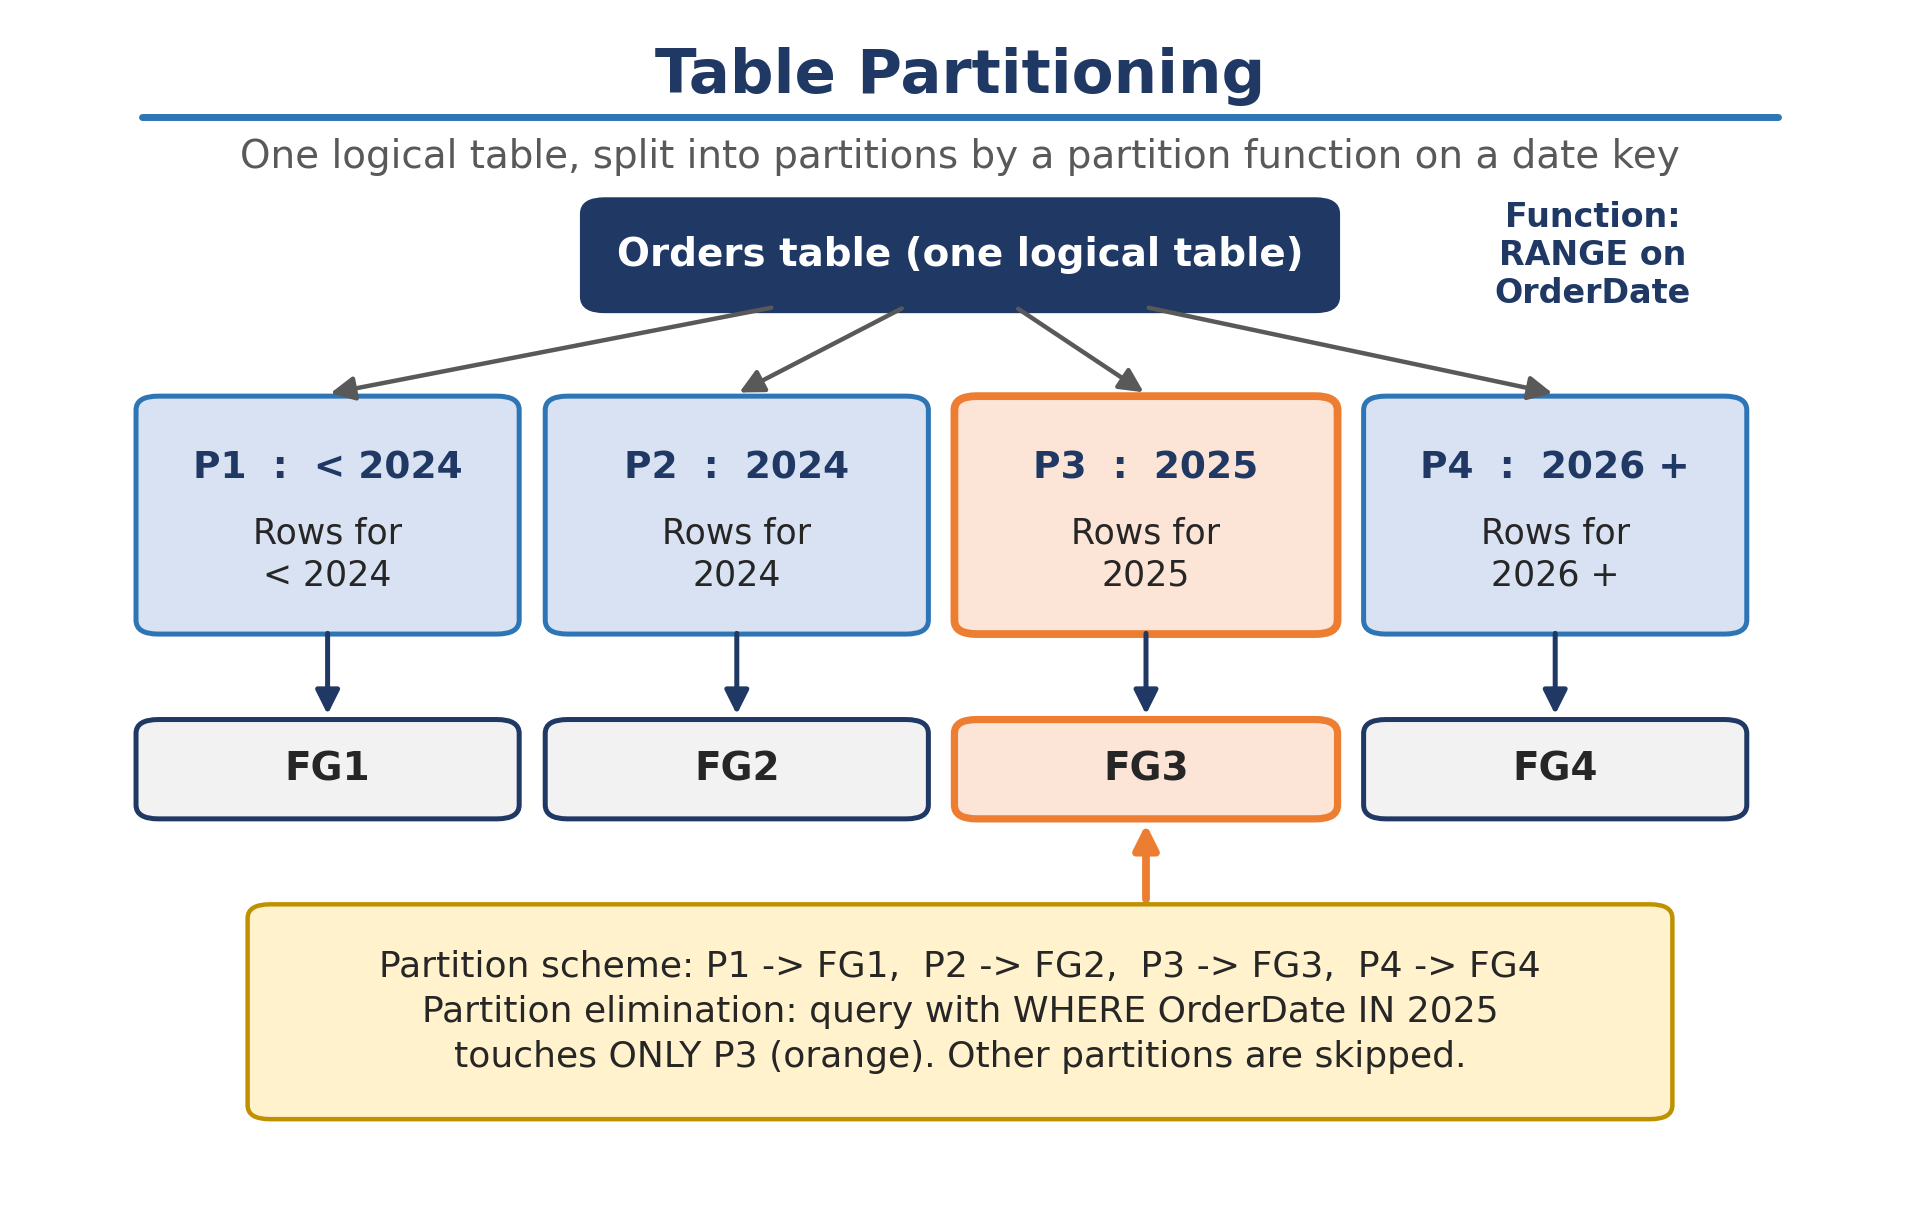 Table Partitioning
One logical table, split into partitions by a partition function on a date key
Orders table (one logical table)
Function:
RANGE on
OrderDate
P1  :  < 2024
Rows for
< 2024
P2  :  2024
Rows for
2024
P3  :  2025
Rows for
2025
P4  :  2026 +
Rows for
2026 +
FG1
FG2
FG3
FG4
Partition scheme: P1 -> FG1,  P2 -> FG2,  P3 -> FG3,  P4 -> FG4
Partition elimination: query with WHERE OrderDate IN 2025
touches ONLY P3 (orange). Other partitions are skipped.